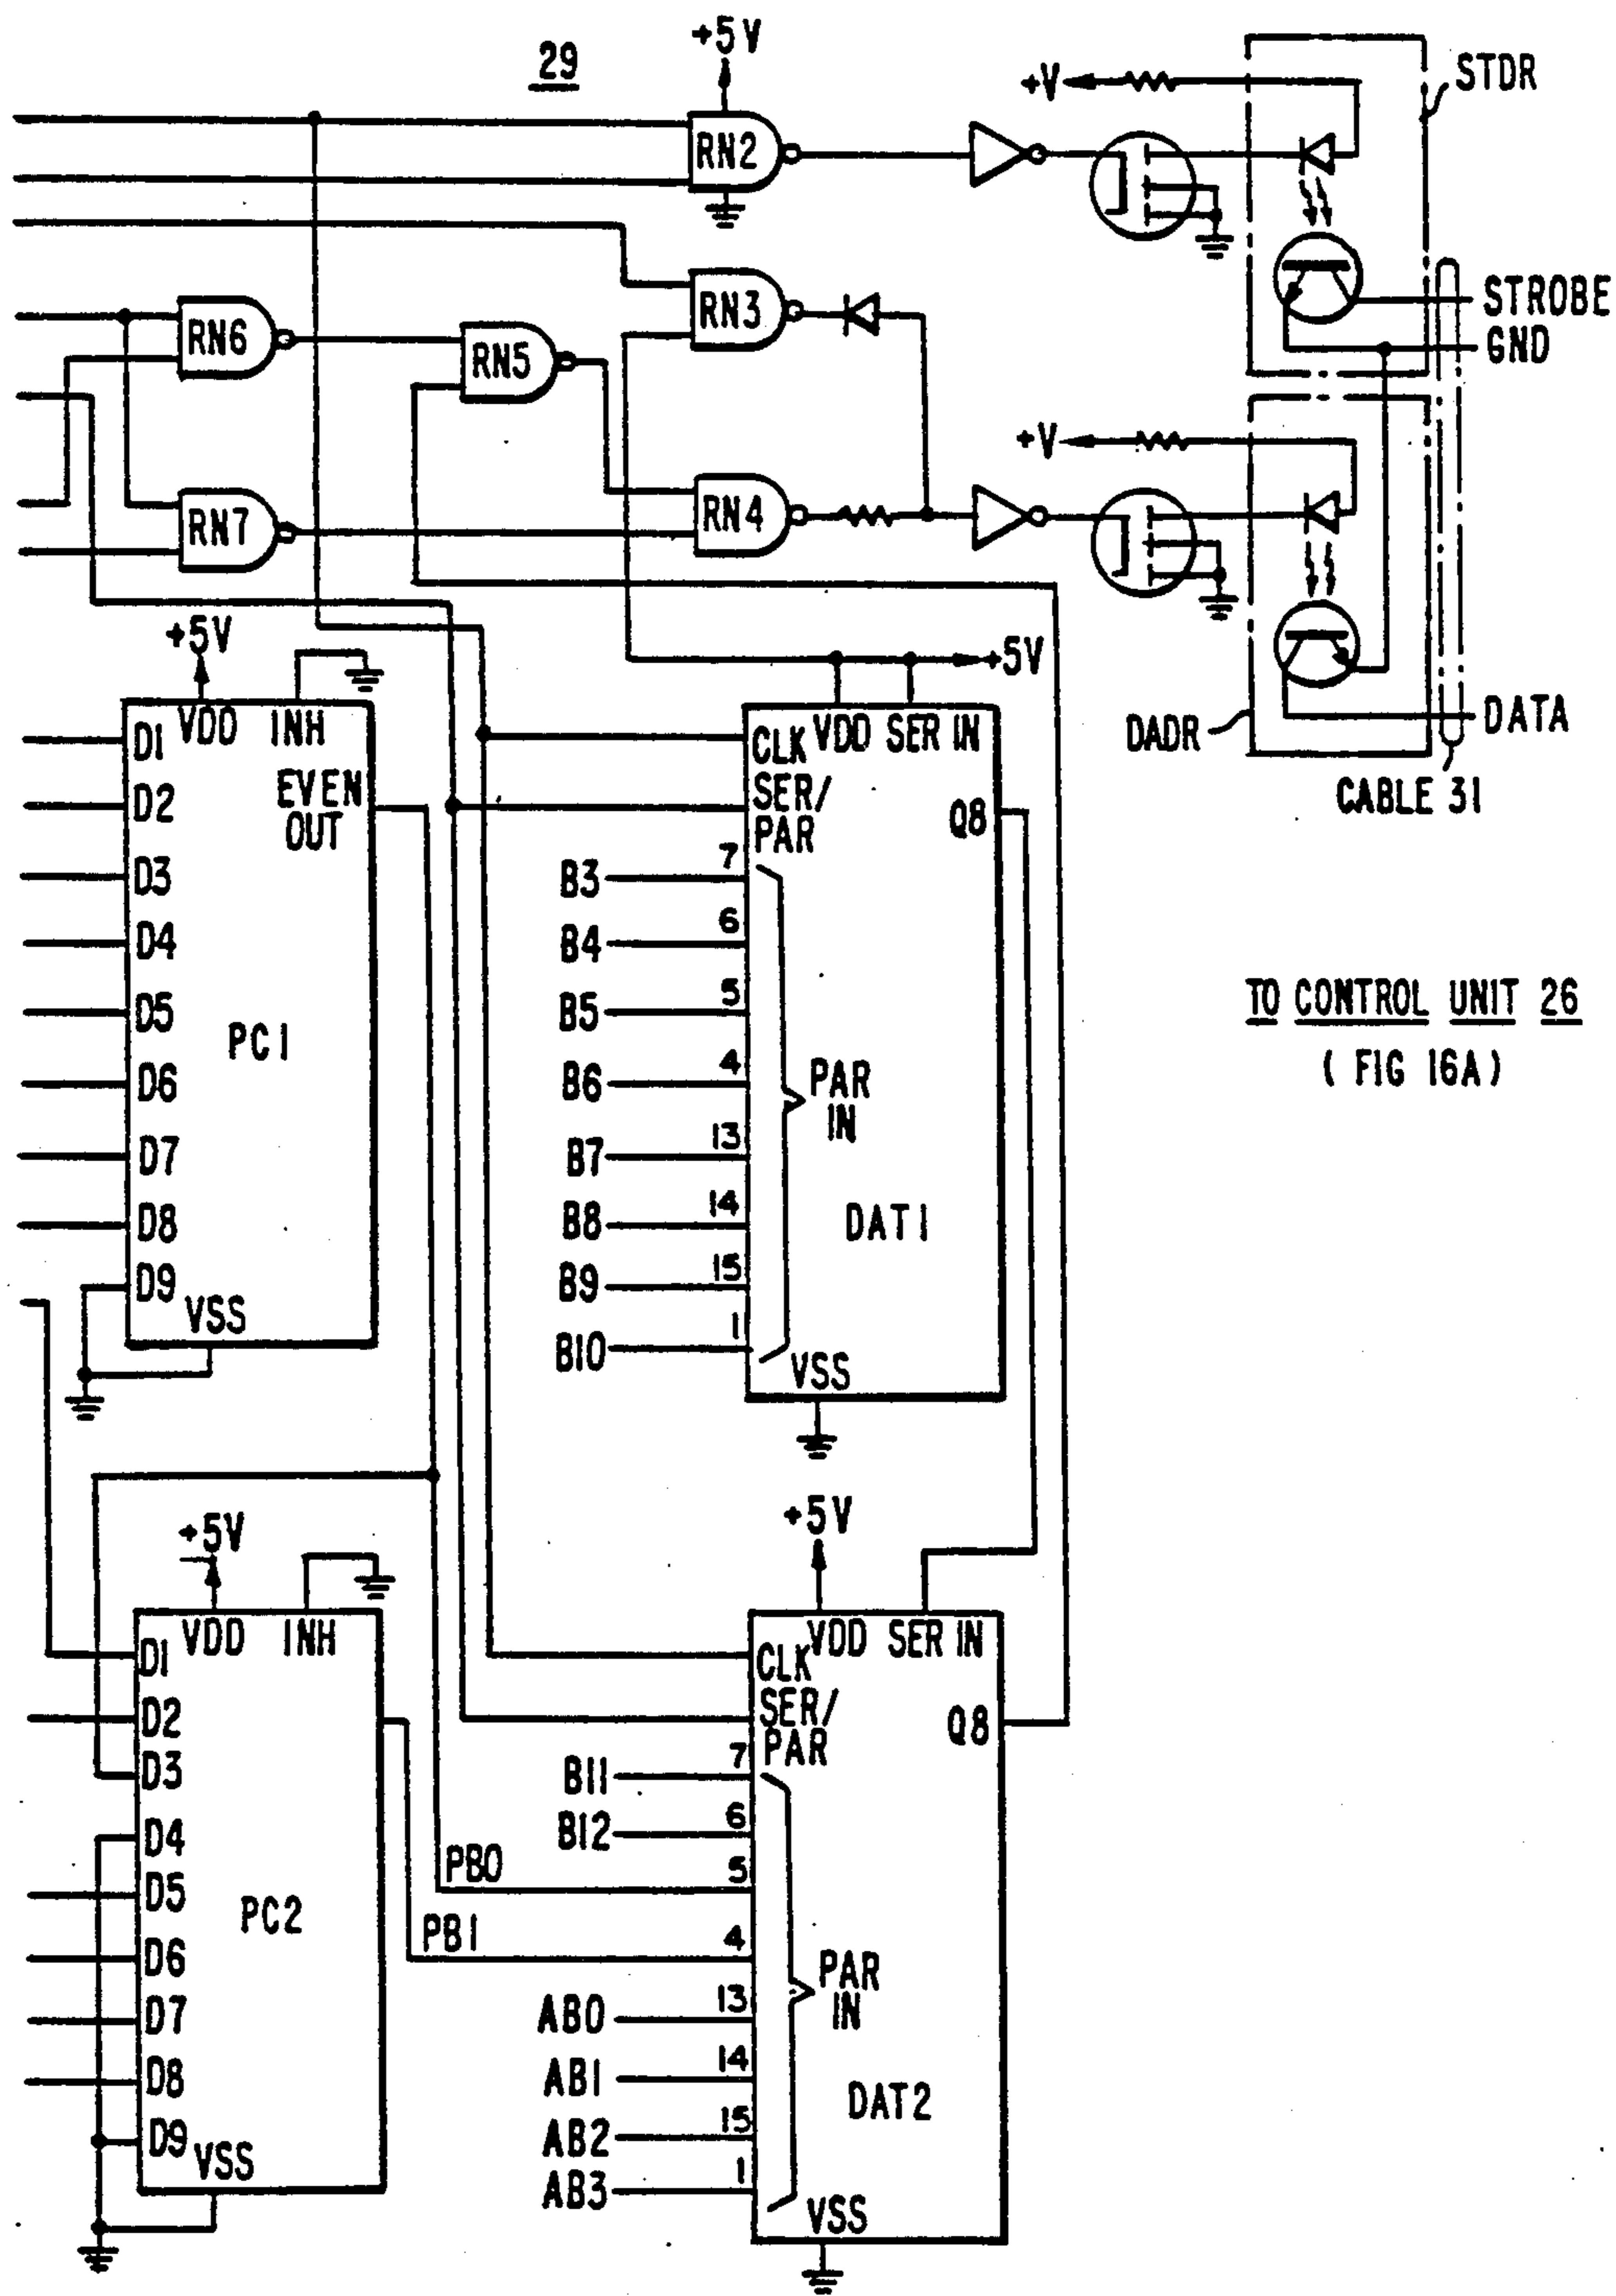 29
+5V
+V
STDR
RN2
RN3
STROBE
GND
RN6
RN5
+V
RN4
RN7
+5V
+5V
DATA
DADR
CABLE 31
VDD INH
D1
D2
EVEN
OUT
D3
D4
D5
PC1
D6
D7
D8
D9
VSS
CLK VDD SER IN
SER/
PAR
Q8
B3 7
B4 6
B5 5
B6 4
B7 13
B8 14
B9 15
B10 1
PAR
IN
DAT1
VSS
TO CONTROL UNIT 26
( FIG 16A )
+5V
+5V
VDD INH
D1
D2
D3
D4
D5
PC2
D6
D7
D8
D9
VSS
CLK VDD SER IN
SER/
PAR
Q8
B11 7
B12 6
PB0 5
PB1 4
AB0 13
AB1 14
AB2 15
AB3 1
PAR
IN
DAT2
VSS